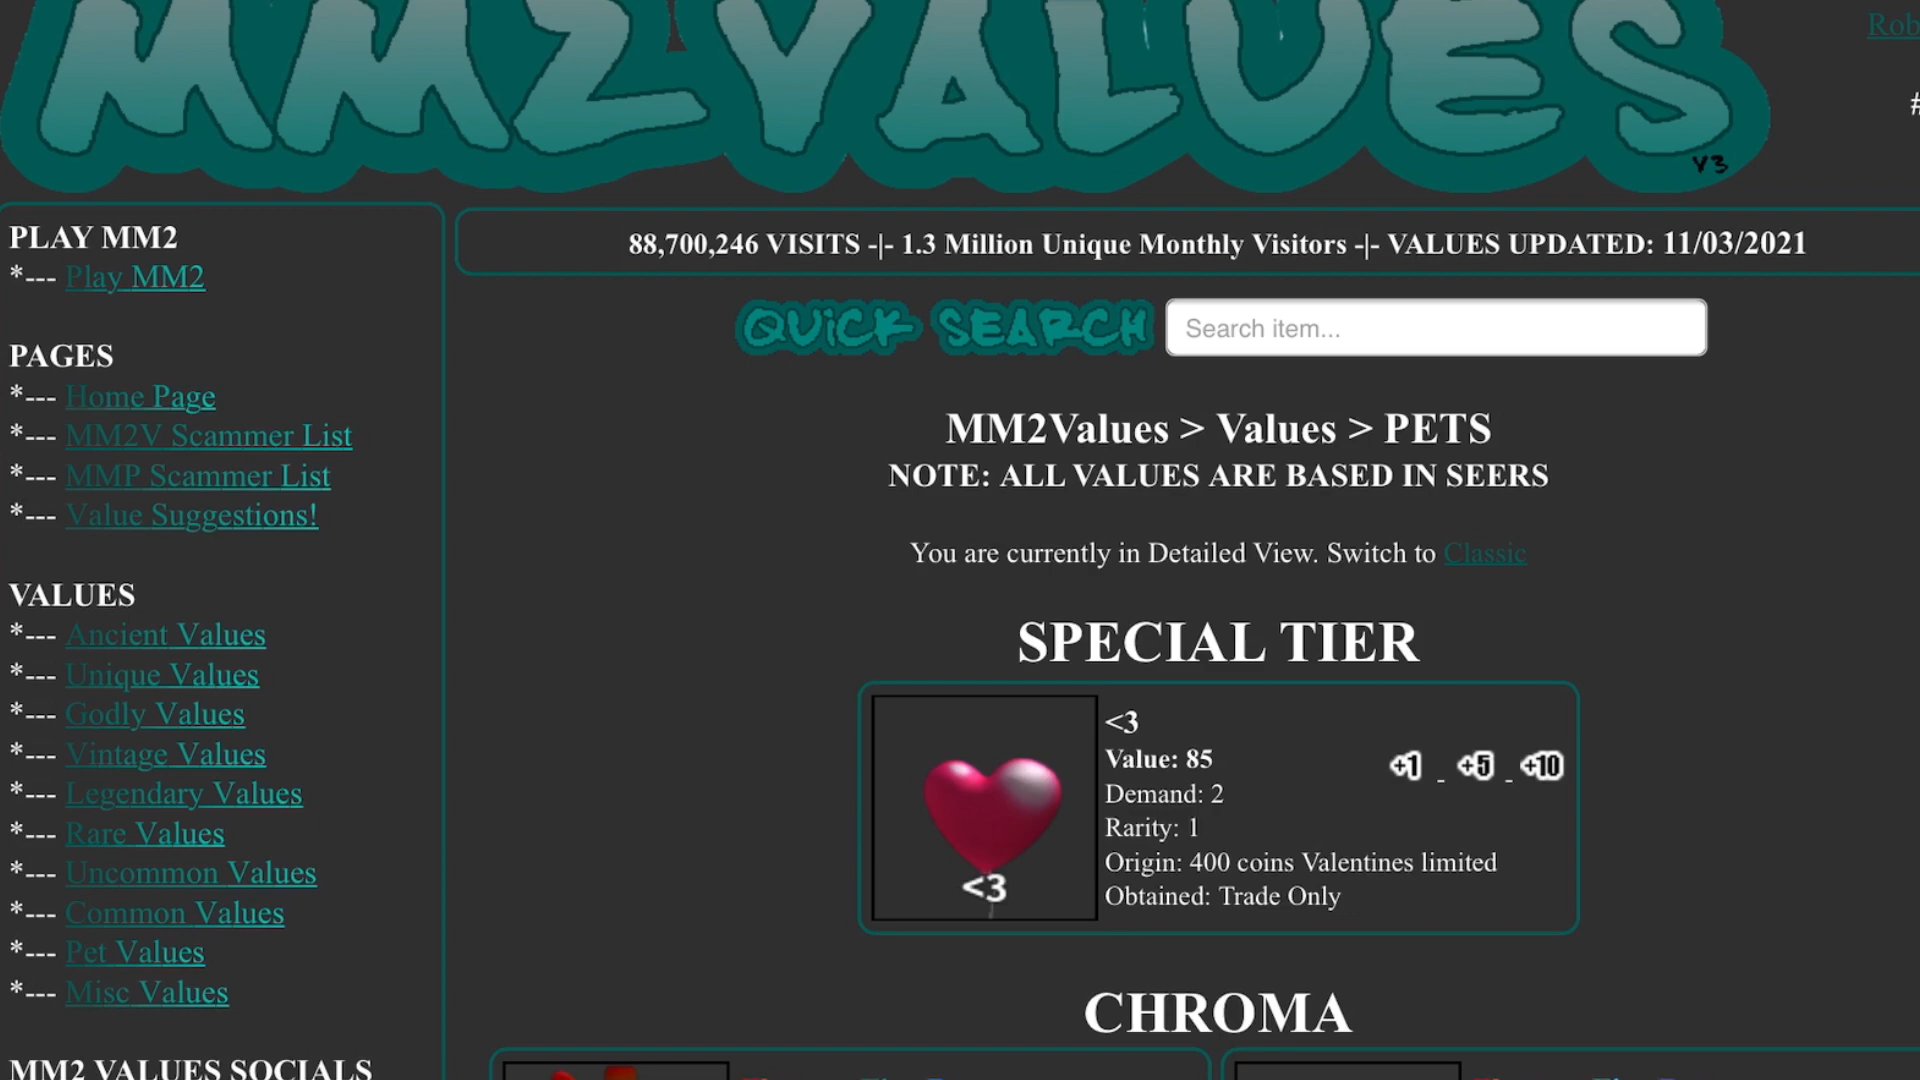 MM2VALUES
V3
Rob
#
PLAY MM2
*--- Play MM2
PAGES
*--- Home Page
*--- MM2V Scammer List
*--- MMP Scammer List
*--- Value Suggestions!
VALUES
*--- Ancient Values
*--- Unique Values
*--- Godly Values
*--- Vintage Values
*--- Legendary Values
*--- Rare Values
*--- Uncommon Values
*--- Common Values
*--- Pet Values
*--- Misc Values
MM2 VALUES SOCIALS
88,700,246 VISITS -|- 1.3 Million Unique Monthly Visitors -|- VALUES UPDATED: 11/03/2021
QUICK SEARCH Search item...
MM2Values > Values > PETS
NOTE: ALL VALUES ARE BASED IN SEERS
You are currently in Detailed View. Switch to Classic
SPECIAL TIER
<3
<3
Value: 85
Demand: 2
Rarity: 1
Origin: 400 coins Valentines limited
Obtained: Trade Only
+1 - +5 - +10
CHROMA